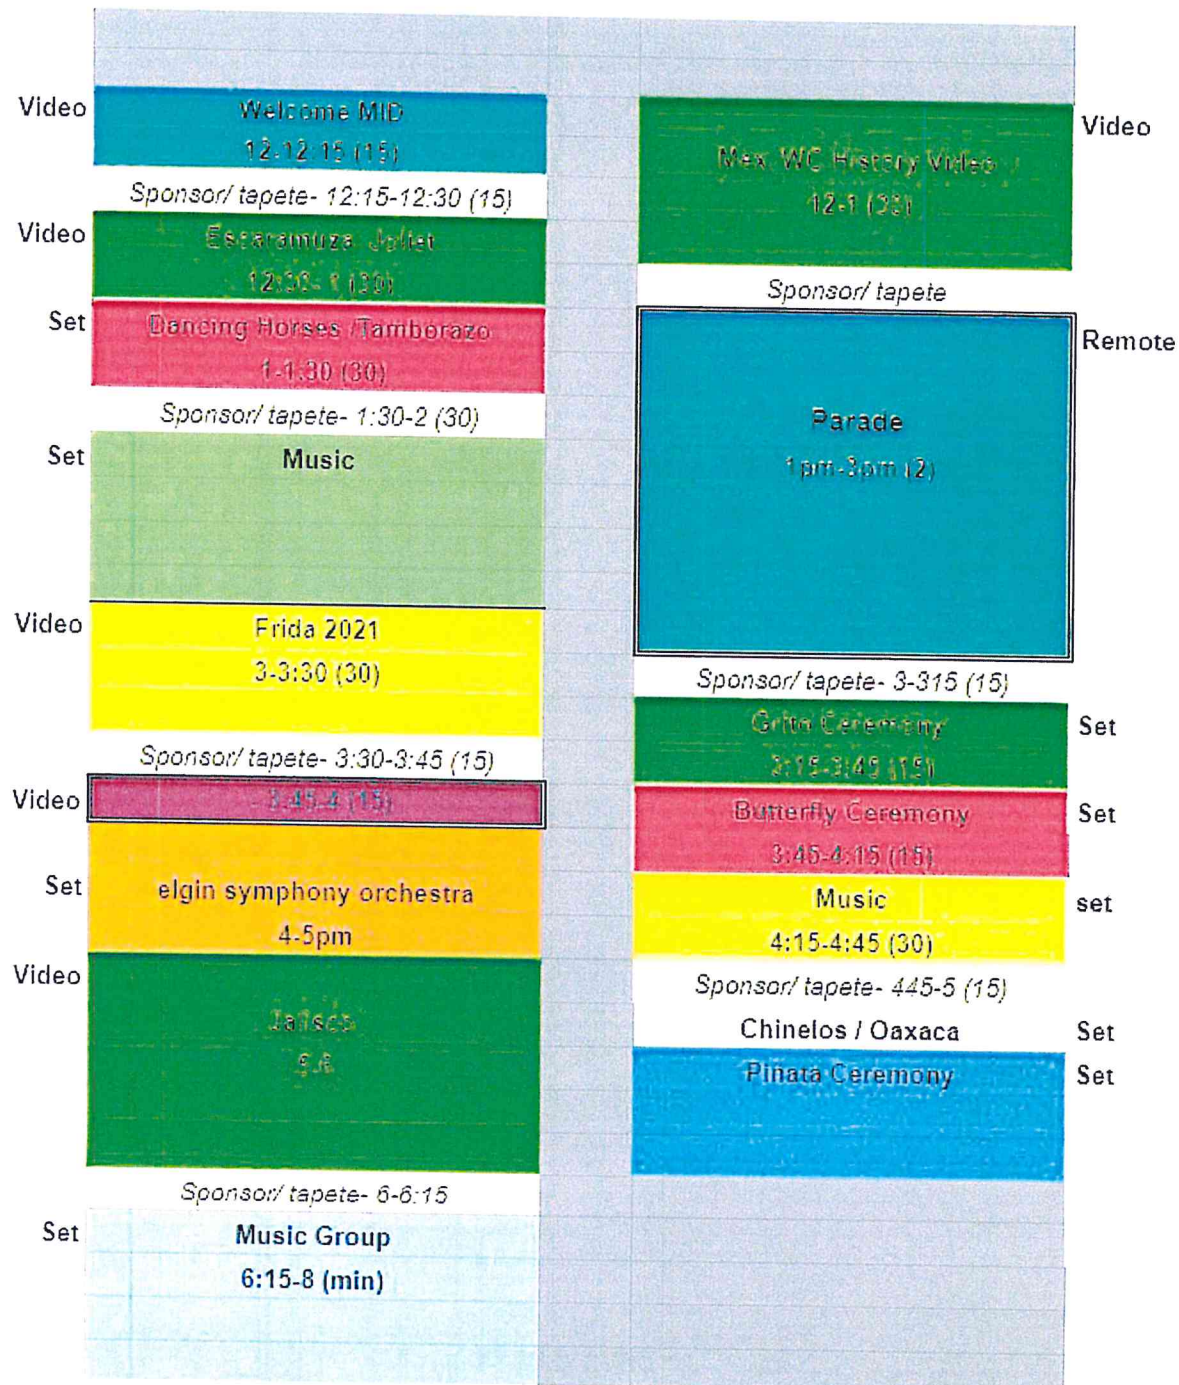 Video
Welcome MID
12-12:15 (15)
Sponsor/ tapete- 12:15-12:30 (15)
Video
Escaramuza Joliet
12:30-1 (30)
Set
Dancing Horses /Tamborazo
1-1:30 (30)
Sponsor/ tapete- 1:30-2 (30)
Set
Music
Video
Frida 2021
3-3:30 (30)
Sponsor/ tapete- 3:30-3:45 (15)
Video
3:45-4 (15)
Set
elgin symphony orchestra
4-5pm
Video
Jalisco
5-6
Sponsor/ tapete- 6-6:15
Set
Music Group
6:15-8 (min)
Video
Mex. WC History Video
12-1 (30)
Sponsor/ tapete
Remote
Parade
1pm-3pm (2)
Sponsor/ tapete- 3-315 (15)
Grito Ceremony
Set
3:15-3:45 (15)
Butterfly Ceremony
Set
3:45-4:15 (15)
Music
set
4:15-4:45 (30)
Sponsor/ tapete- 445-5 (15)
Chinelos / Oaxaca
Set
Piñata Ceremony
Set